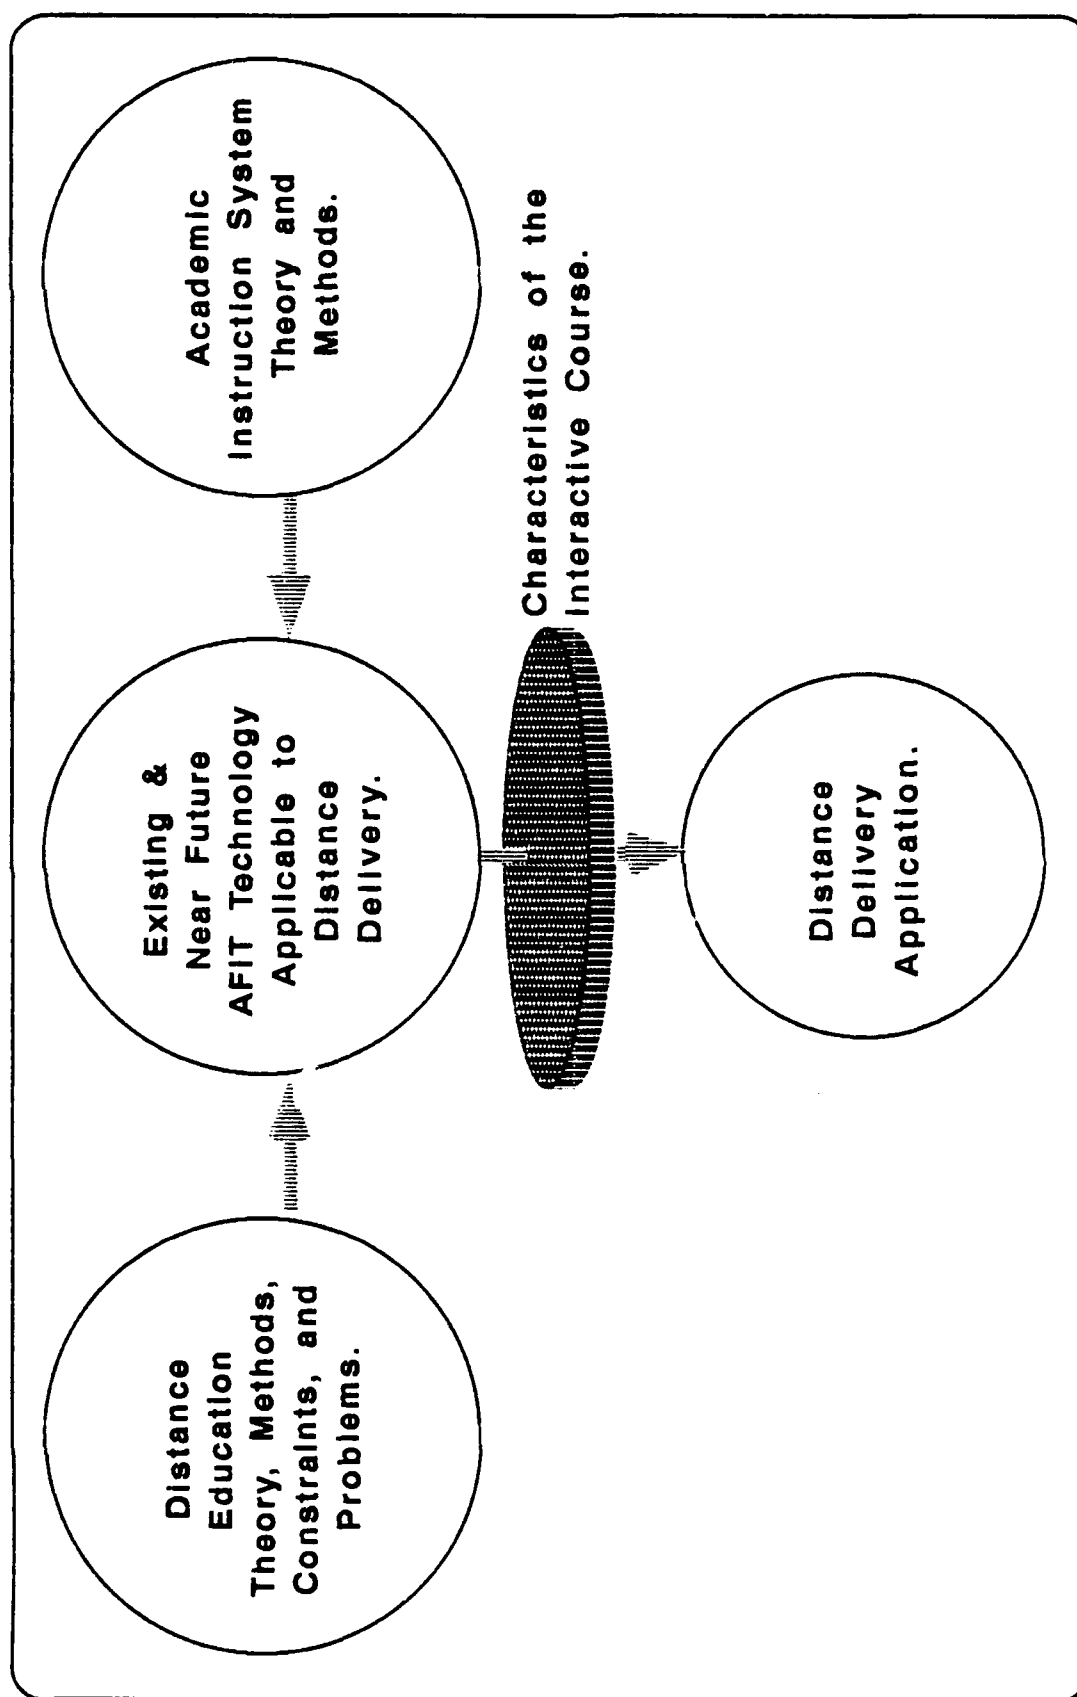 Distance
Education
Theory, Methods,
Constraints, and
Problems.
Existing &
Near Future
AFIT Technology
Applicable to
Distance
Delivery.
Academic
Instruction System
Theory and
Methods.
Characteristics of the
Interactive Course.
Distance
Delivery
Application.